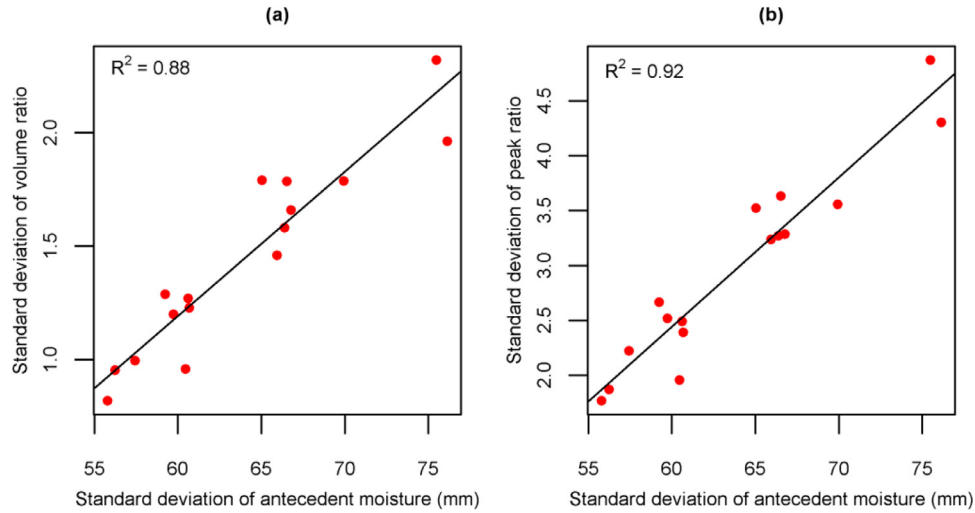 (a)
R² = 0.88
Standard deviation of volume ratio
2.0
1.5
1.0
55 60 65 70 75
Standard deviation of antecedent moisture (mm)
(b)
R² = 0.92
Standard deviation of peak ratio
4.5
4.0
3.5
3.0
2.5
2.0
55 60 65 70 75
Standard deviation of antecedent moisture (mm)